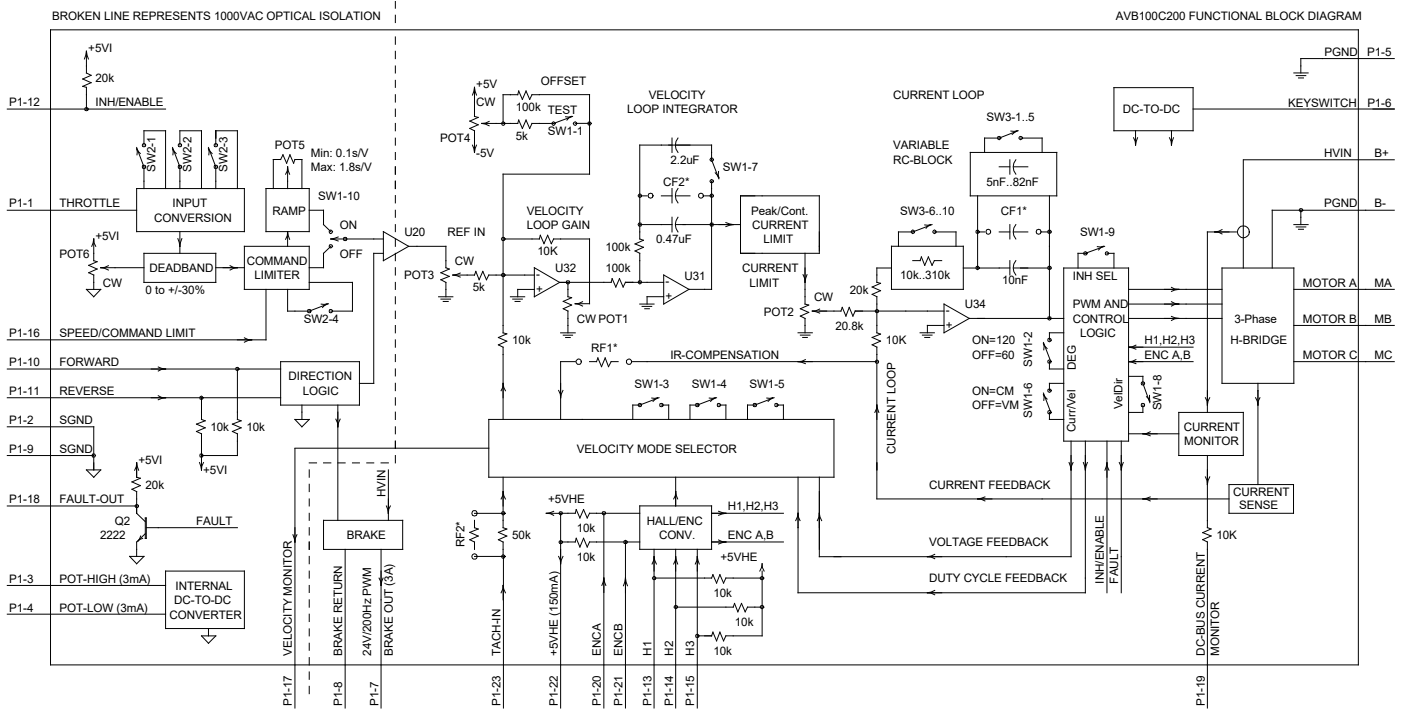 BROKEN LINE REPRESENTS 1000VAC OPTICAL ISOLATION
AVB100C200 FUNCTIONAL BLOCK DIAGRAM
+5VI
20k
P1-12
INH/ENABLE
SW2-1
SW2-2
SW2-3
POT5
Min: 0.1s/V
Max: 1.8s/V
P1-1
THROTTLE
INPUT
CONVERSION
RAMP
SW1-10
ON
OFF
+5VI
POT6
CW
DEADBAND
0 to +/-30%
COMMAND
LIMITER
SW2-4
U20
REF IN
CW
POT3
5k
P1-16
SPEED/COMMAND LIMIT
P1-10
FORWARD
P1-11
REVERSE
DIRECTION
LOGIC
P1-2
SGND
P1-9
SGND
10k
10k
+5VI
+5VI
20k
P1-18
FAULT-OUT
Q2
2222
FAULT
P1-3
POT-HIGH (3mA)
P1-4
POT-LOW (3mA)
INTERNAL
DC-TO-DC
CONVERTER
HVIN
BRAKE
VELOCITY MONITOR
BRAKE RETURN
24V/200Hz PWM
BRAKE OUT (3A)
P1-17
P1-8
P1-7
+5V
CW
POT4
-5V
OFFSET
100k
TEST
5k
SW1-1
VELOCITY
LOOP GAIN
10K
U32
CW POT1
10k
VELOCITY
LOOP INTEGRATOR
2.2uF
SW1-7
CF2*
0.47uF
100k
100k
U31
Peak/Cont.
CURRENT
LIMIT
CURRENT
LIMIT
CW
POT2
20.8k
20k
10K
CURRENT LOOP
VARIABLE
RC-BLOCK
SW3-1..5
5nF..82nF
SW3-6..10
10k..310k
CF1*
10nF
U34
RF1*
IR-COMPENSATION
SW1-3
SW1-4
SW1-5
VELOCITY MODE SELECTOR
CURRENT LOOP
CURRENT FEEDBACK
VOLTAGE FEEDBACK
DUTY CYCLE FEEDBACK
RF2*
50k
TACH-IN
+5VHE
10k
10k
+5VHE (150mA)
ENCA
ENCB
HALL/ENC
CONV.
H1,H2,H3
ENC A,B
+5VHE
10k
10k
10k
H1
H2
H3
P1-23
P1-22
P1-20
P1-21
P1-13
P1-14
P1-15
DC-TO-DC
SW1-9
INH SEL
PWM AND
CONTROL
LOGIC
ON=120
OFF=60
SW1-2
DEG
ON=CM
OFF=VM
SW1-6
Curr/Vel
VelDir
SW1-8
H1,H2,H3
ENC A,B
INH/ENABLE
FAULT
3-Phase
H-BRIDGE
CURRENT
MONITOR
CURRENT
SENSE
10K
DC-BUS CURRENT
MONITOR
P1-19
PGND
P1-5
KEYSWITCH
P1-6
HVIN
B+
PGND
B-
MOTOR A
MA
MOTOR B
MB
MOTOR C
MC